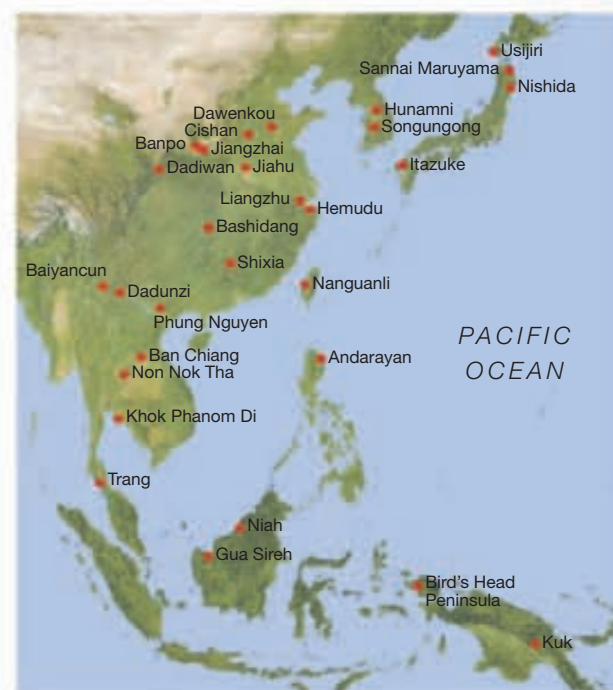 Usijiri
Sannai Maruyama
Nishida
Dawenkou
Hunamni
Cishan
Songungong
Banpo
Jiangzhai
Dadiwan
Jiahu
Itazuke
Liangzhu
Hemudu
Bashidang
Shixia
Baiyancun
Nanguanli
Dadunzi
Phung Nguyen
PACIFIC
OCEAN
Ban Chiang
Andarayan
Non Nok Tha
Khok Phanom Di
Trang
Niah
Gua Sireh
Bird's Head
Peninsula
Kuk